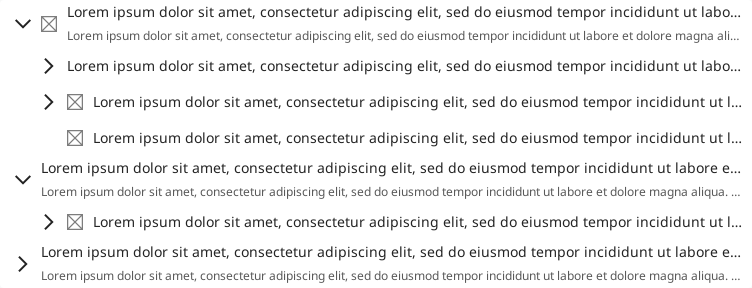 Lorem ipsum dolor sit amet, consectetur adipiscing elit, sed do eiusmod tempor incididunt ut labo...
Lorem ipsum dolor sit amet, consectetur adipiscing elit, sed do eiusmod tempor incididunt ut labore et dolore magna ali...
Lorem ipsum dolor sit amet, consectetur adipiscing elit, sed do eiusmod tempor incididunt ut labo...
Lorem ipsum dolor sit amet, consectetur adipiscing elit, sed do eiusmod tempor incididunt ut l...
Lorem ipsum dolor sit amet, consectetur adipiscing elit, sed do eiusmod tempor incididunt ut l...
Lorem ipsum dolor sit amet, consectetur adipiscing elit, sed do eiusmod tempor incididunt ut labore e...
Lorem ipsum dolor sit amet, consectetur adipiscing elit, sed do eiusmod tempor incididunt ut labore et dolore magna aliqua. ...
Lorem ipsum dolor sit amet, consectetur adipiscing elit, sed do eiusmod tempor incididunt ut l...
Lorem ipsum dolor sit amet, consectetur adipiscing elit, sed do eiusmod tempor incididunt ut labore e...
Lorem ipsum dolor sit amet, consectetur adipiscing elit, sed do eiusmod tempor incididunt ut labore et dolore magna aliqua. ...